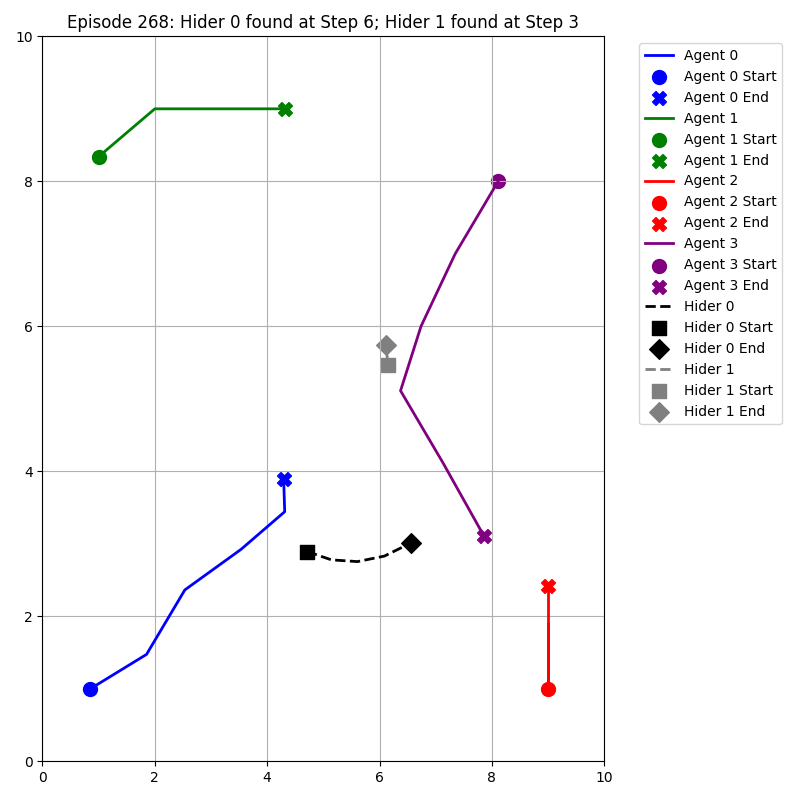 Episode 268: Hider 0 found at Step 6; Hider 1 found at Step 3
10
8
6
4
2
0
0
2
4
6
8
10
Agent 0
Agent 0 Start
Agent 0 End
Agent 1
Agent 1 Start
Agent 1 End
Agent 2
Agent 2 Start
Agent 2 End
Agent 3
Agent 3 Start
Agent 3 End
Hider 0
Hider 0 Start
Hider 0 End
Hider 1
Hider 1 Start
Hider 1 End